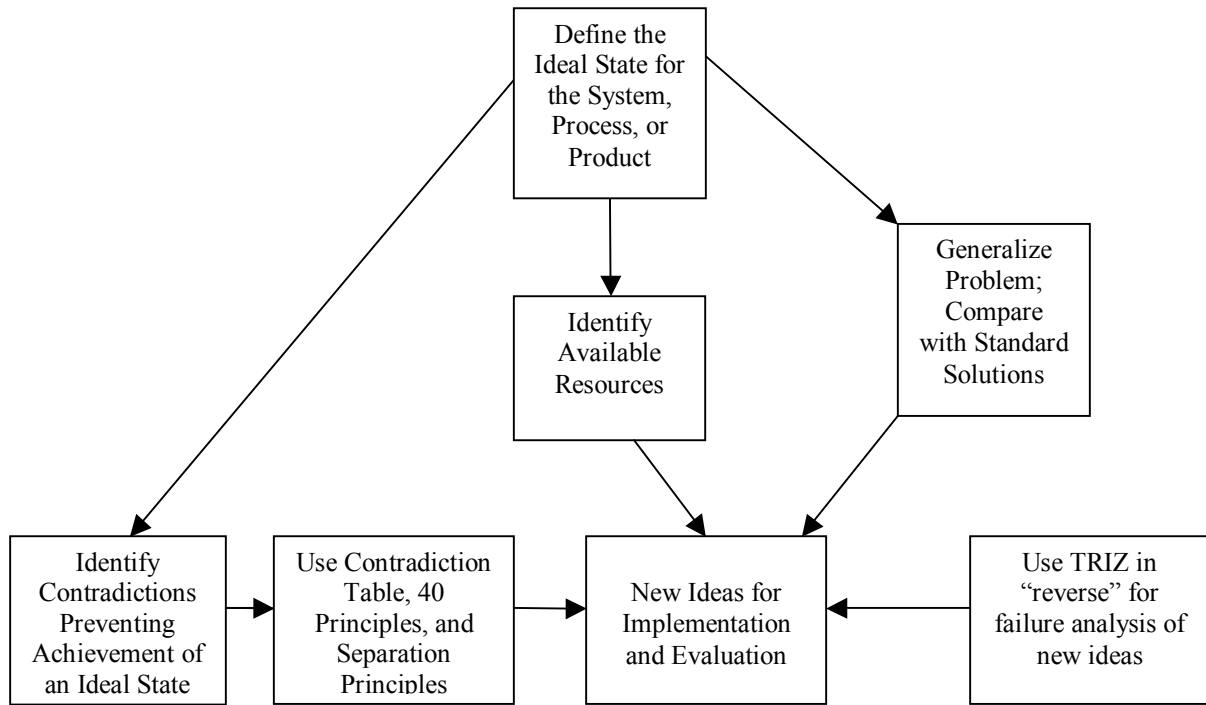 Define the
Ideal State for
the System,
Process, or
Product
Generalize
Problem;
Compare
with Standard
Solutions
Identify
Available
Resources
Identify
Contradictions
Preventing
Achievement of
an Ideal State
Use Contradiction
Table, 40
Principles, and
Separation
Principles
New Ideas for
Implementation
and Evaluation
Use TRIZ in
“reverse” for
failure analysis of
new ideas